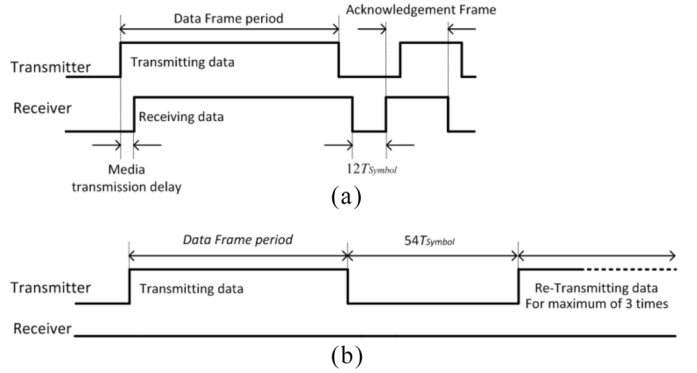 Data Frame period
Acknowledgement Frame
Transmitter
Transmitting data
Receiver
Receiving data
Media
transmission delay
12TSymbol
(a)
Data Frame period
54TSymbol
Transmitter
Transmitting data
Re-Transmitting data
For maximum of 3 times
Receiver
(b)